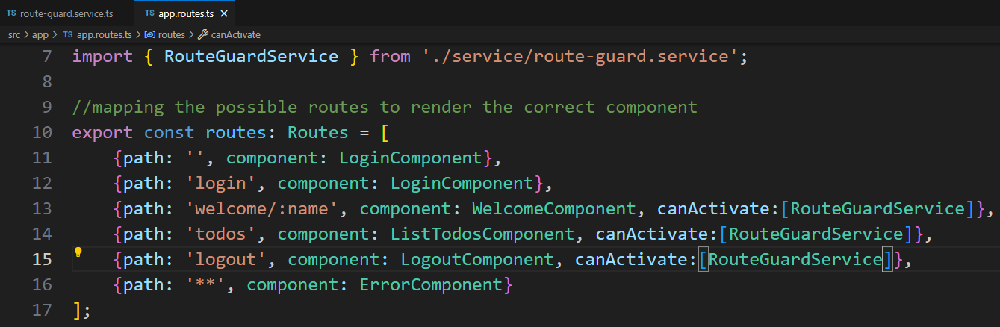 TS route-guard.service.ts TS app.routes.ts ×
src > app > TS app.routes.ts > routes > canActivate
7 import { RouteGuardService } from './service/route-guard.service';
8
9 //mapping the possible routes to render the correct component
10 export const routes: Routes = [
11 {path: '', component: LoginComponent},
12 {path: 'login', component: LoginComponent},
13 {path: 'welcome/:name', component: WelcomeComponent, canActivate:[RouteGuardService]},
14 {path: 'todos', component: ListTodosComponent, canActivate:[RouteGuardService]},
15 {path: 'logout', component: LogoutComponent, canActivate:[RouteGuardService]},
16 {path: '**', component: ErrorComponent}
17 ];